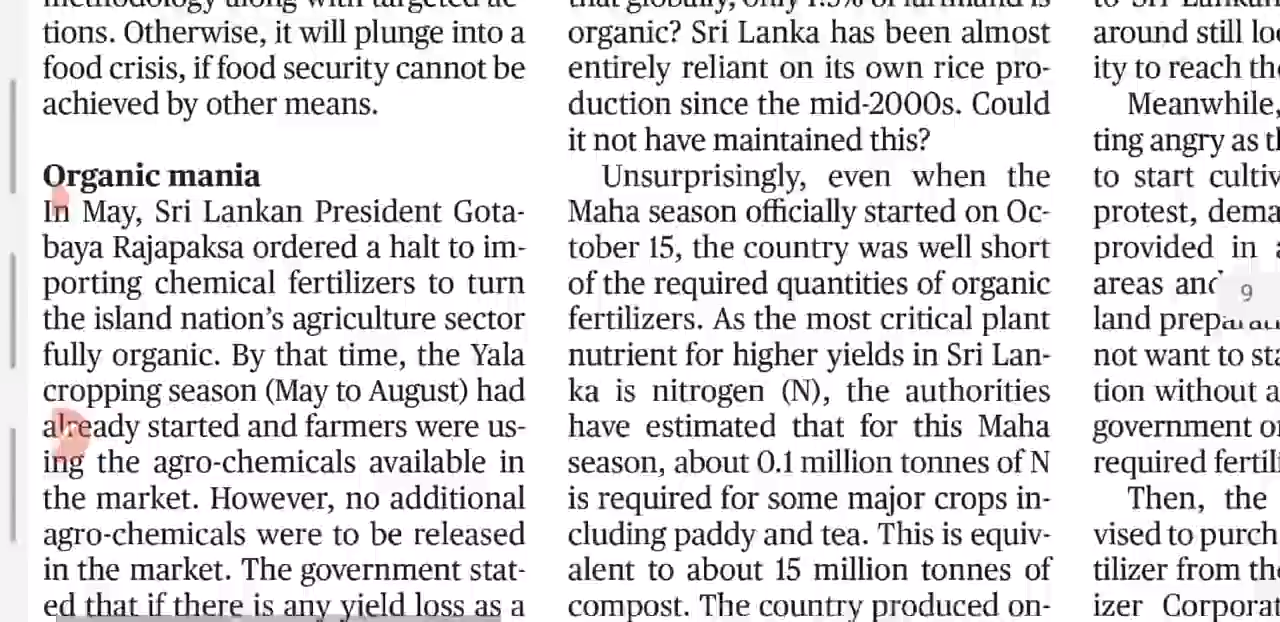 tions. Otherwise, it will plunge into a
food crisis, if food security cannot be
achieved by other means.
Organic mania
In May, Sri Lankan President Gota-
baya Rajapaksa ordered a halt to im-
porting chemical fertilizers to turn
the island nation's agriculture sector
fully organic. By that time, the Yala
cropping season (May to August) had
already started and farmers were us-
ing the agro-chemicals available in
the market. However, no additional
agro-chemicals were to be released
in the market. The government stat-
ed that if there is any yield loss as a
organic? Sri Lanka has been almost
entirely reliant on its own rice pro-
duction since the mid-2000s. Could
it not have maintained this?
Unsurprisingly, even when the
Maha season officially started on Oc-
tober 15, the country was well short
of the required quantities of organic
fertilizers. As the most critical plant
nutrient for higher yields in Sri Lan-
ka is nitrogen (N), the authorities
have estimated that for this Maha
season, about 0.1 million tonnes of N
is required for some major crops in-
cluding paddy and tea. This is equiv-
alent to about 15 million tonnes of
compost. The country produced on-
around still
ity to reach
Meanwhile,
ting angry as
to start
protest,
provided in
areas
land
not want to
tion without a
government
required
Then, the
vised to
tilizer from
izer
9